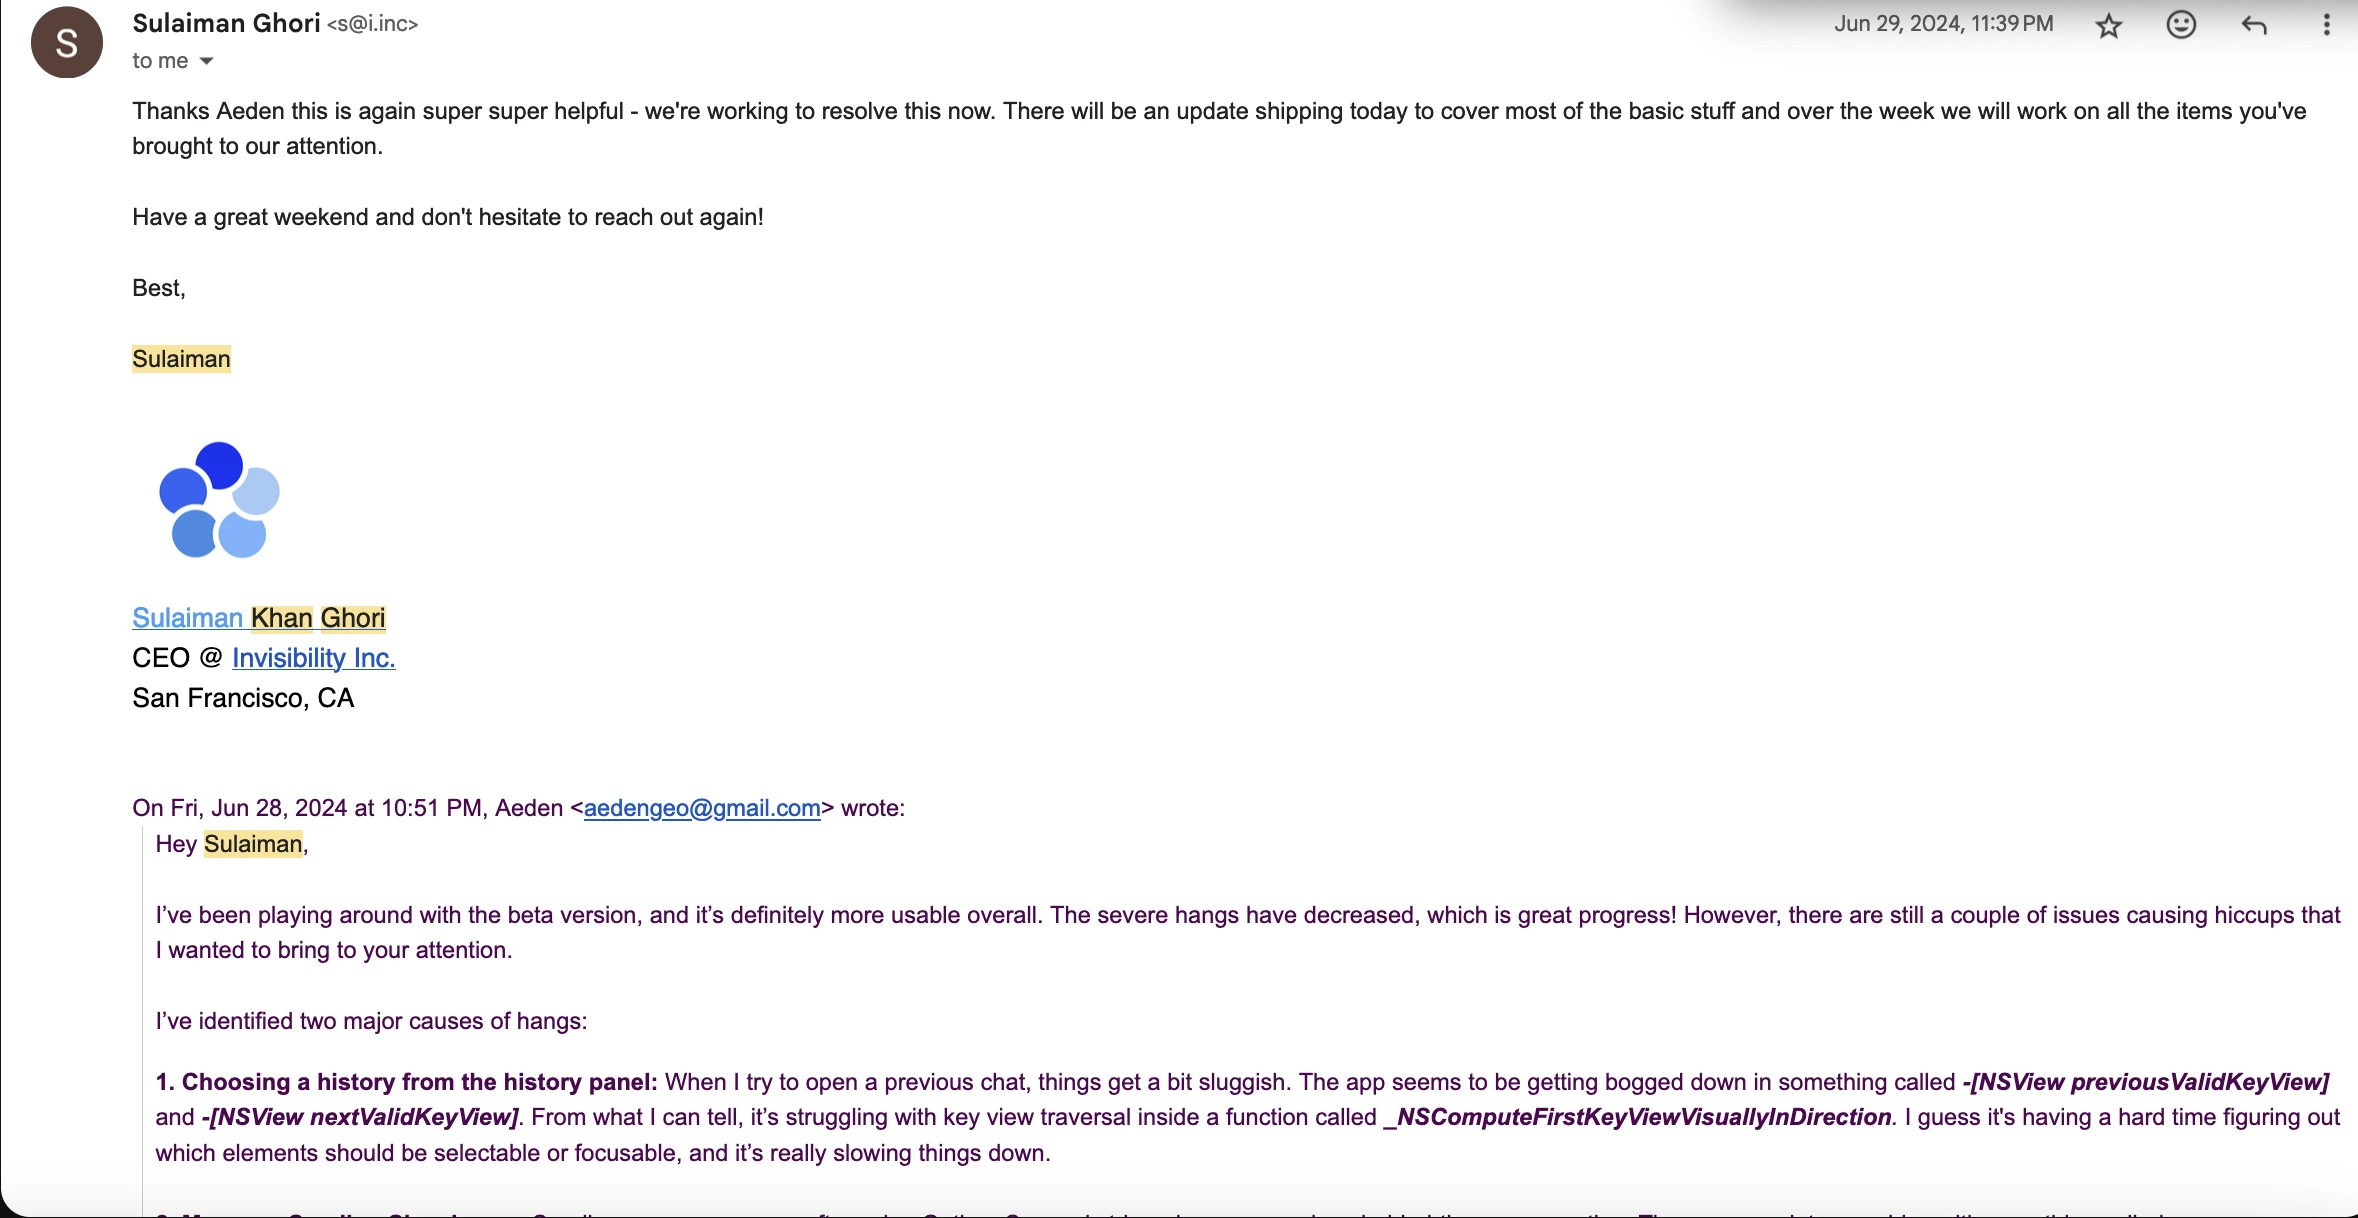 S
Sulaiman Ghori <s@i.inc>
Jun 29, 2024, 11:39 PM
to me
Thanks Aeden this is again super super helpful - we're working to resolve this now. There will be an update shipping today to cover most of the basic stuff and over the week we will work on all the items you've
brought to our attention.
Have a great weekend and don't hesitate to reach out again!
Best,
Sulaiman
Sulaiman Khan Ghori
CEO @ Invisibility Inc.
San Francisco, CA
On Fri, Jun 28, 2024 at 10:51 PM, Aeden <aedengeo@gmail.com> wrote:
Hey Sulaiman,
I’ve been playing around with the beta version, and it’s definitely more usable overall. The severe hangs have decreased, which is great progress! However, there are still a couple of issues causing hiccups that
I wanted to bring to your attention.
I’ve identified two major causes of hangs:
1. Choosing a history from the history panel: When I try to open a previous chat, things get a bit sluggish. The app seems to be getting bogged down in something called -[NSView previousValidKeyView]
and -[NSView nextValidKeyView]. From what I can tell, it’s struggling with key view traversal inside a function called _NSComputeFirstKeyViewVisuallyInDirection. I guess it's having a hard time figuring out
which elements should be selectable or focusable, and it’s really slowing things down.